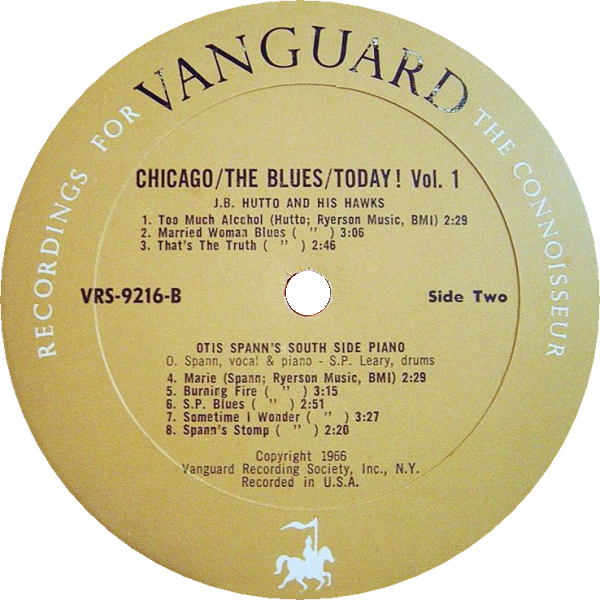 RECORDINGS FOR VANGUARD THE CONNOISSEUR
CHICAGO/THE BLUES/TODAY! Vol. 1
J.B. HUTTO AND HIS HAWKS
1. Too Much Alcohol (Hutto; Ryerson Music, BMI) 2:29
2. Married Woman Blues ( " ) 3:06
3. That's The Truth ( " ) 2:46
VRS-9216-B
Side Two
OTIS SPANN'S SOUTH SIDE PIANO
O. Spann, vocal & piano - S.P. Leary, drums
4. Marie (Spann; Ryerson Music, BMI) 2:29
5. Burning Fire ( " ) 3:15
6. S.P. Blues ( " ) 2:51
7. Sometime I Wonder ( " ) 3:27
8. Spann's Stomp ( " ) 2:20
Copyright 1966
Vanguard Recording Society, Inc., N.Y.
Recorded in U.S.A.